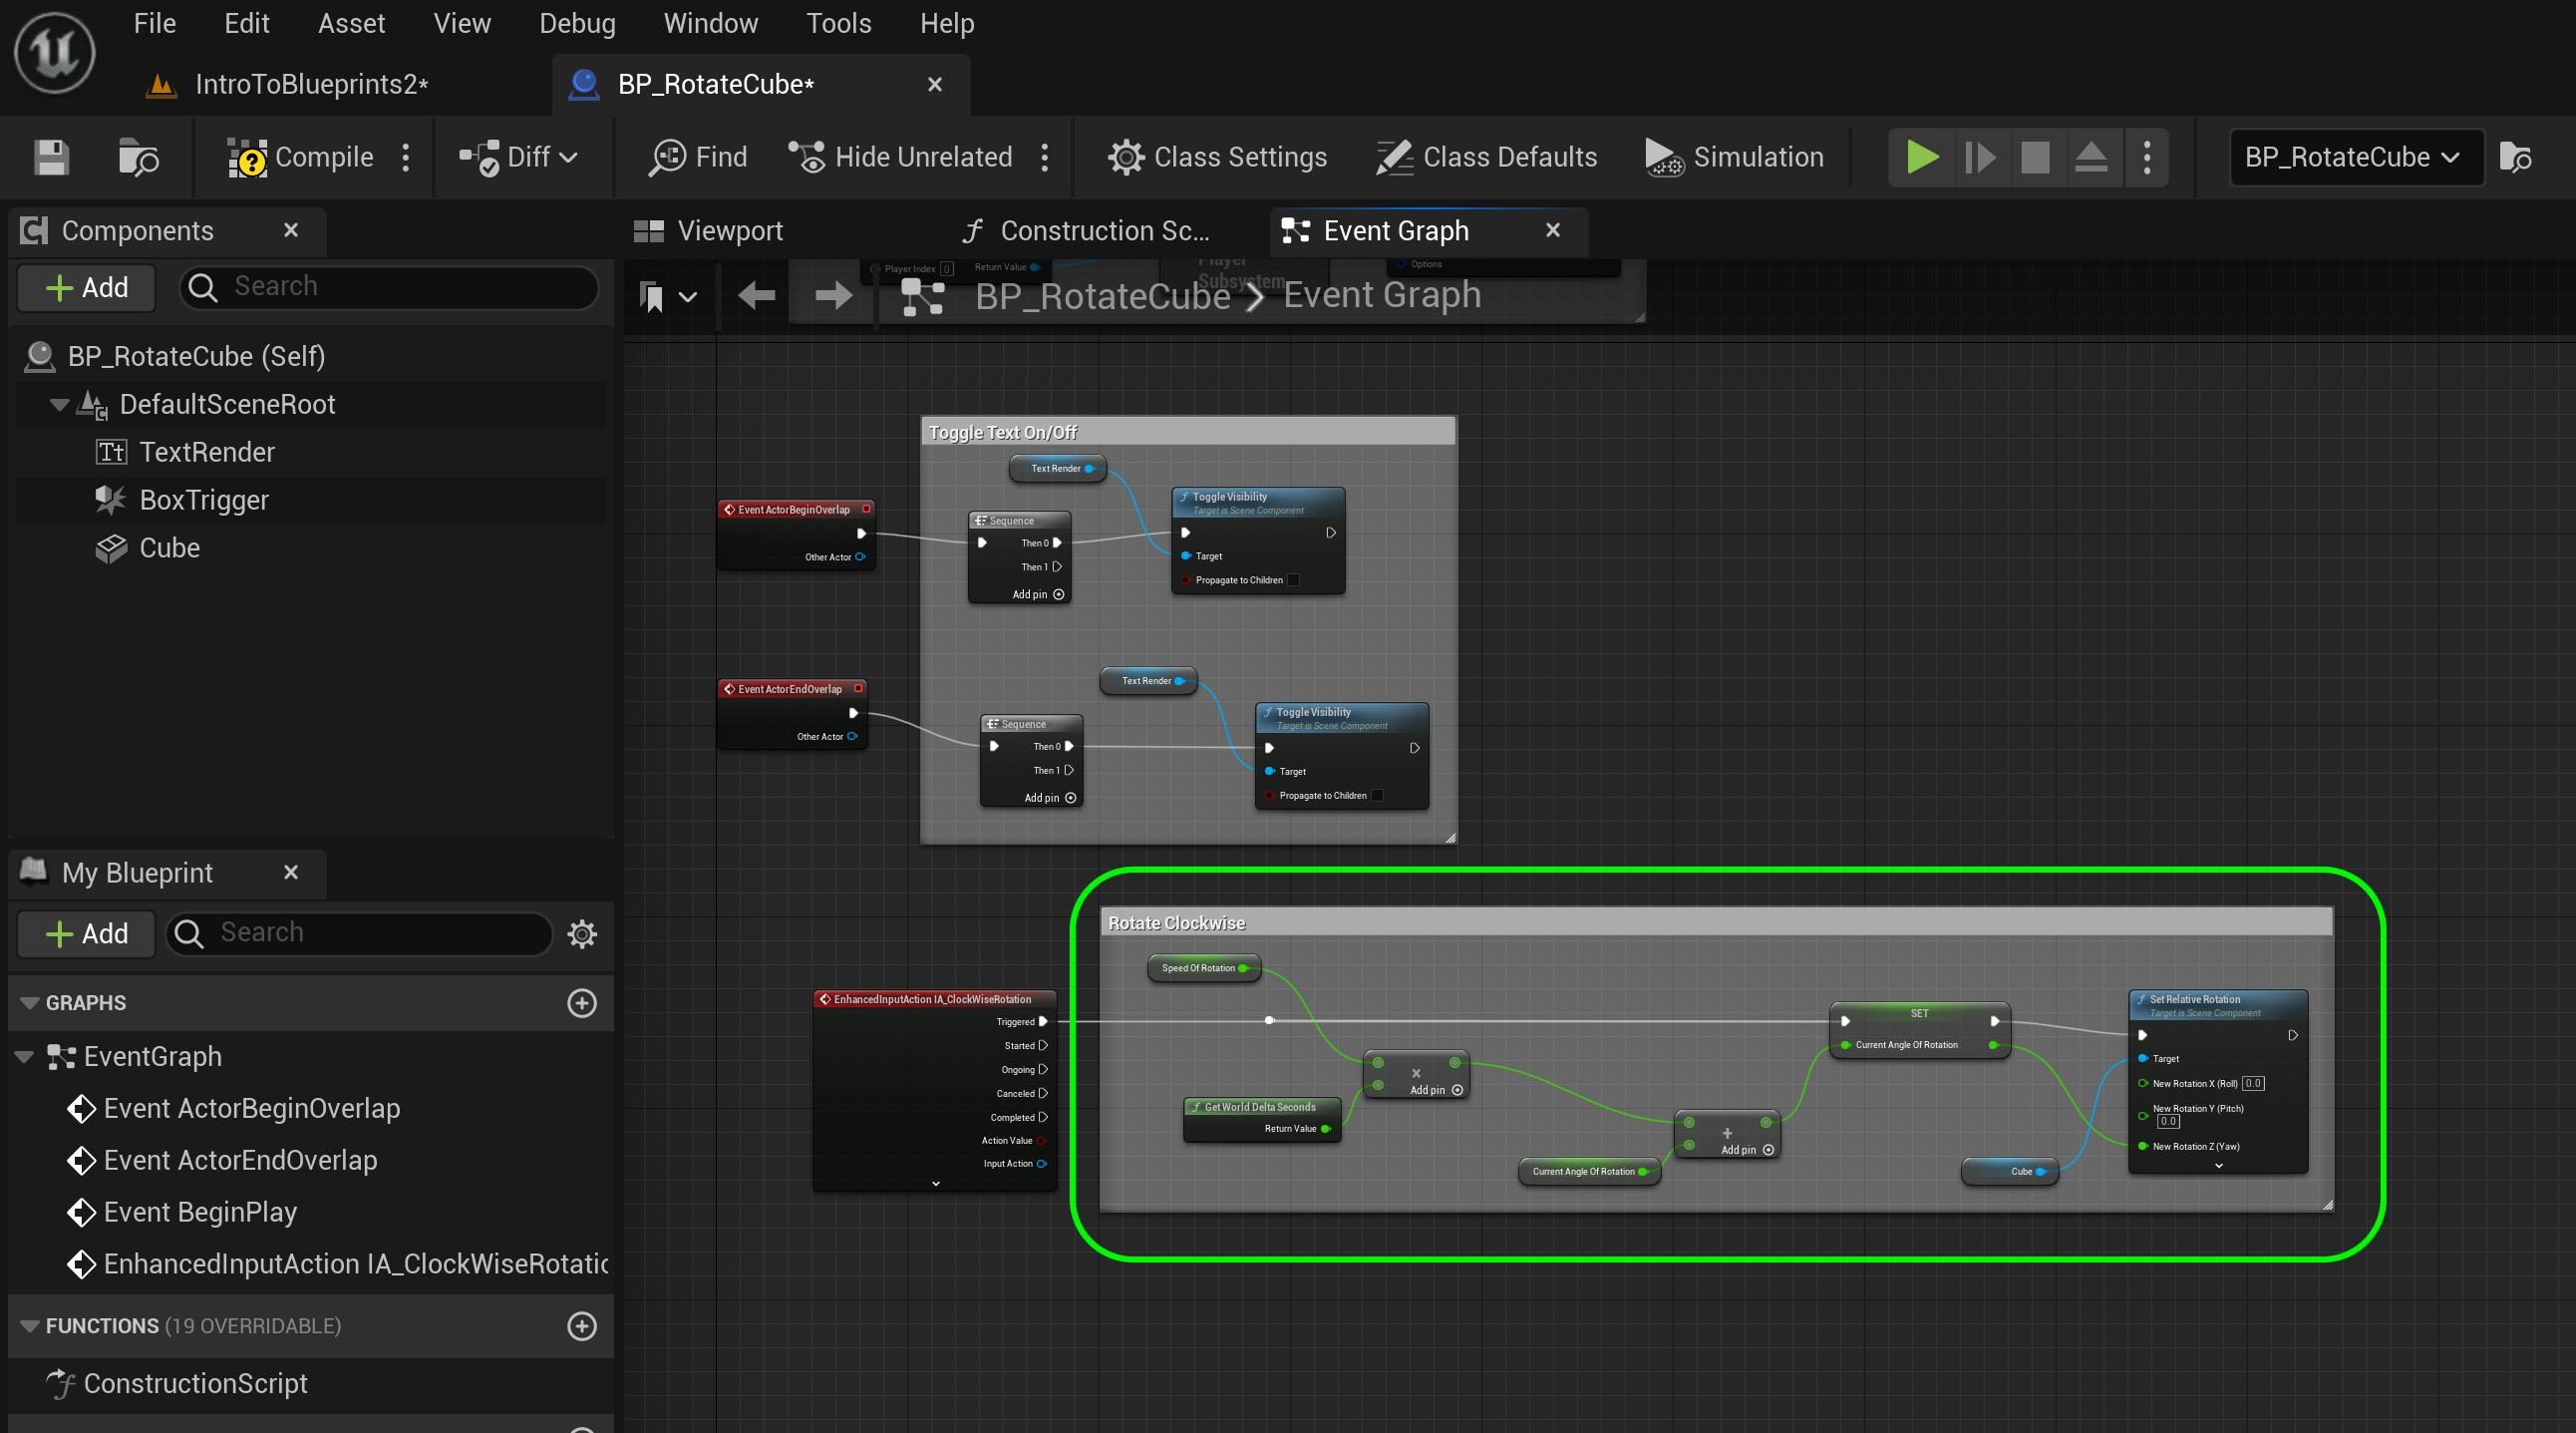 File Edit Asset View Debug Window Tools Help
IntroToBlueprints2* BP_RotateCube*
Compile Diff Find Hide Unrelated Class Settings Class Defaults Simulation BP_RotateCube
Components
Add Search
BP_RotateCube (Self)
DefaultSceneRoot
TextRender
BoxTrigger
Cube
My Blueprint
Add Search
GRAPHS
EventGraph
Event ActorBeginOverlap
Event ActorEndOverlap
Event BeginPlay
EnhancedInputAction IA_ClockWiseRotatio
FUNCTIONS (19 OVERRIDABLE)
ConstructionScript
Viewport Construction Sc... Event Graph
Player Index 0 Return Value
Player
Subsystem
Options
BP_RotateCube > Event Graph
Toggle Text On/Off
Text Render
Event ActorBeginOverlap
Other Actor
Sequence
Then 0
Then 1
Add pin
Toggle Visibility
Target is Scene Component
Target
Propagate to Children
Text Render
Event ActorEndOverlap
Other Actor
Sequence
Then 0
Then 1
Add pin
Toggle Visibility
Target is Scene Component
Target
Propagate to Children
Rotate Clockwise
Speed Of Rotation
EnhancedInputAction IA_ClockWiseRotation
Triggered
Started
Ongoing
Canceled
Completed
Action Value
Input Action
Get World Delta Seconds
Return Value
×
Add pin
Current Angle Of Rotation
+
Add pin
SET
Current Angle Of Rotation
Cube
Set Relative Rotation
Target is Scene Component
Target
New Rotation X (Roll) 0.0
New Rotation Y (Pitch)
0.0
New Rotation Z (Yaw)